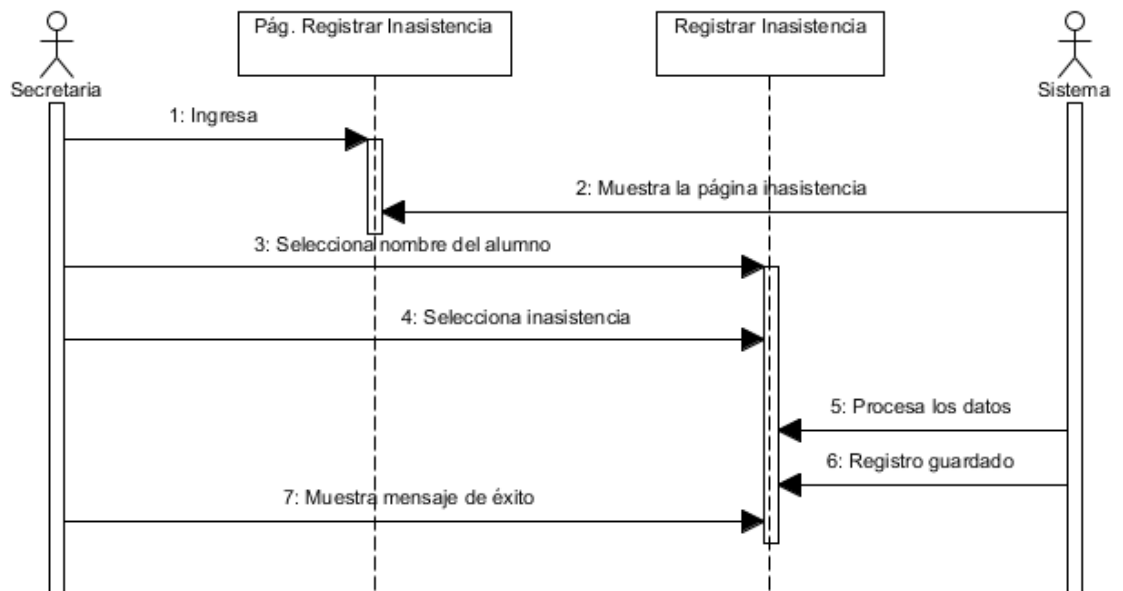 Pág. Registrar Inasistencia
Registrar Inasistencia
Secretaria
Sistema
1: Ingresa
2: Muestra la página inasistencia
3: Selecciona nombre del alumno
4: Selecciona inasistencia
5: Procesa los datos
6: Registro guardado
7: Muestra mensaje de éxito